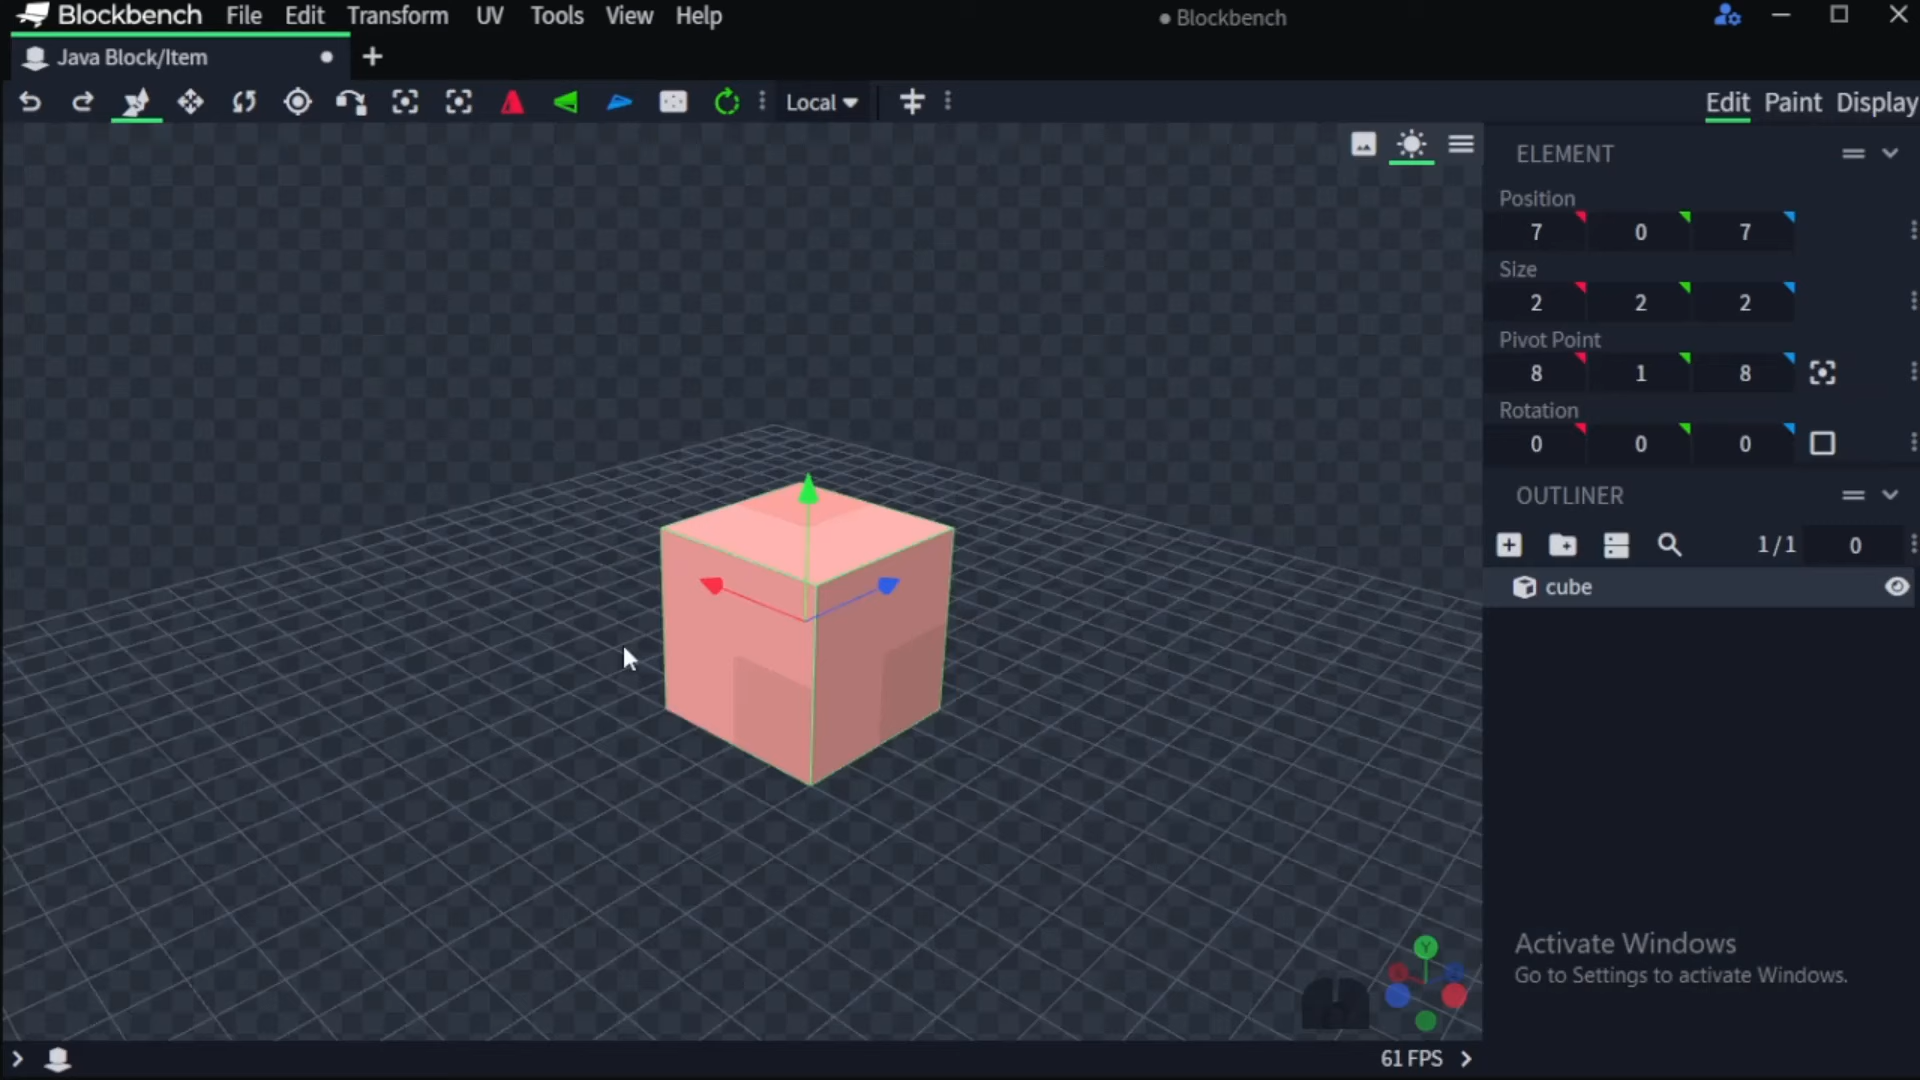 Blockbench File Edit Transform UV Tools View Help
● Blockbench
Java Block/Item
Local
Edit Paint Display
ELEMENT
Position
7 0 7
Size
2 2 2
Pivot Point
8 1 8
Rotation
0 0 0
OUTLINER
1/1 0
cube
Activate Windows
Go to Settings to activate Windows.
Y
61 FPS